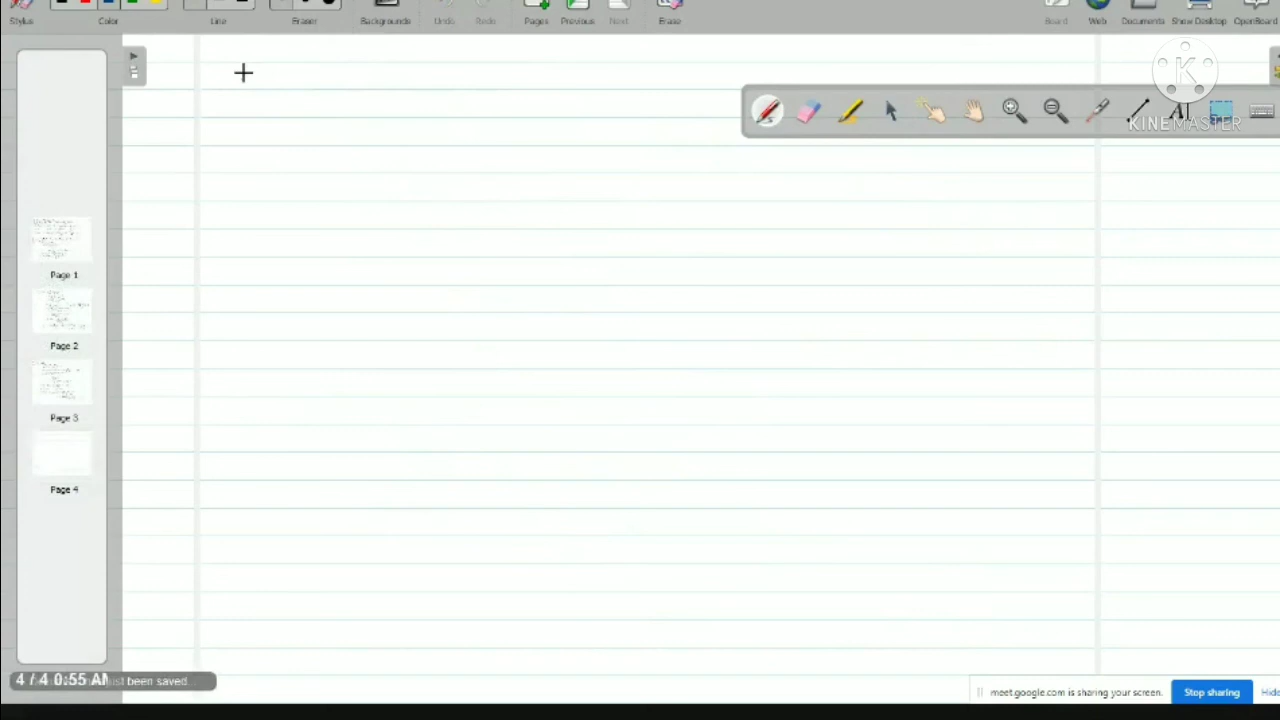 Stylus Color Line Eraser Backgrounds Undo Redo Pages Previous Next Erase Board Web Documents Show Desktop OpenBoard
KINEMASTER
Page 1
Page 2
Page 3
Page 4
4 / 4 0:55 AM just been saved...
meet.google.com is sharing your screen. Stop sharing Hide